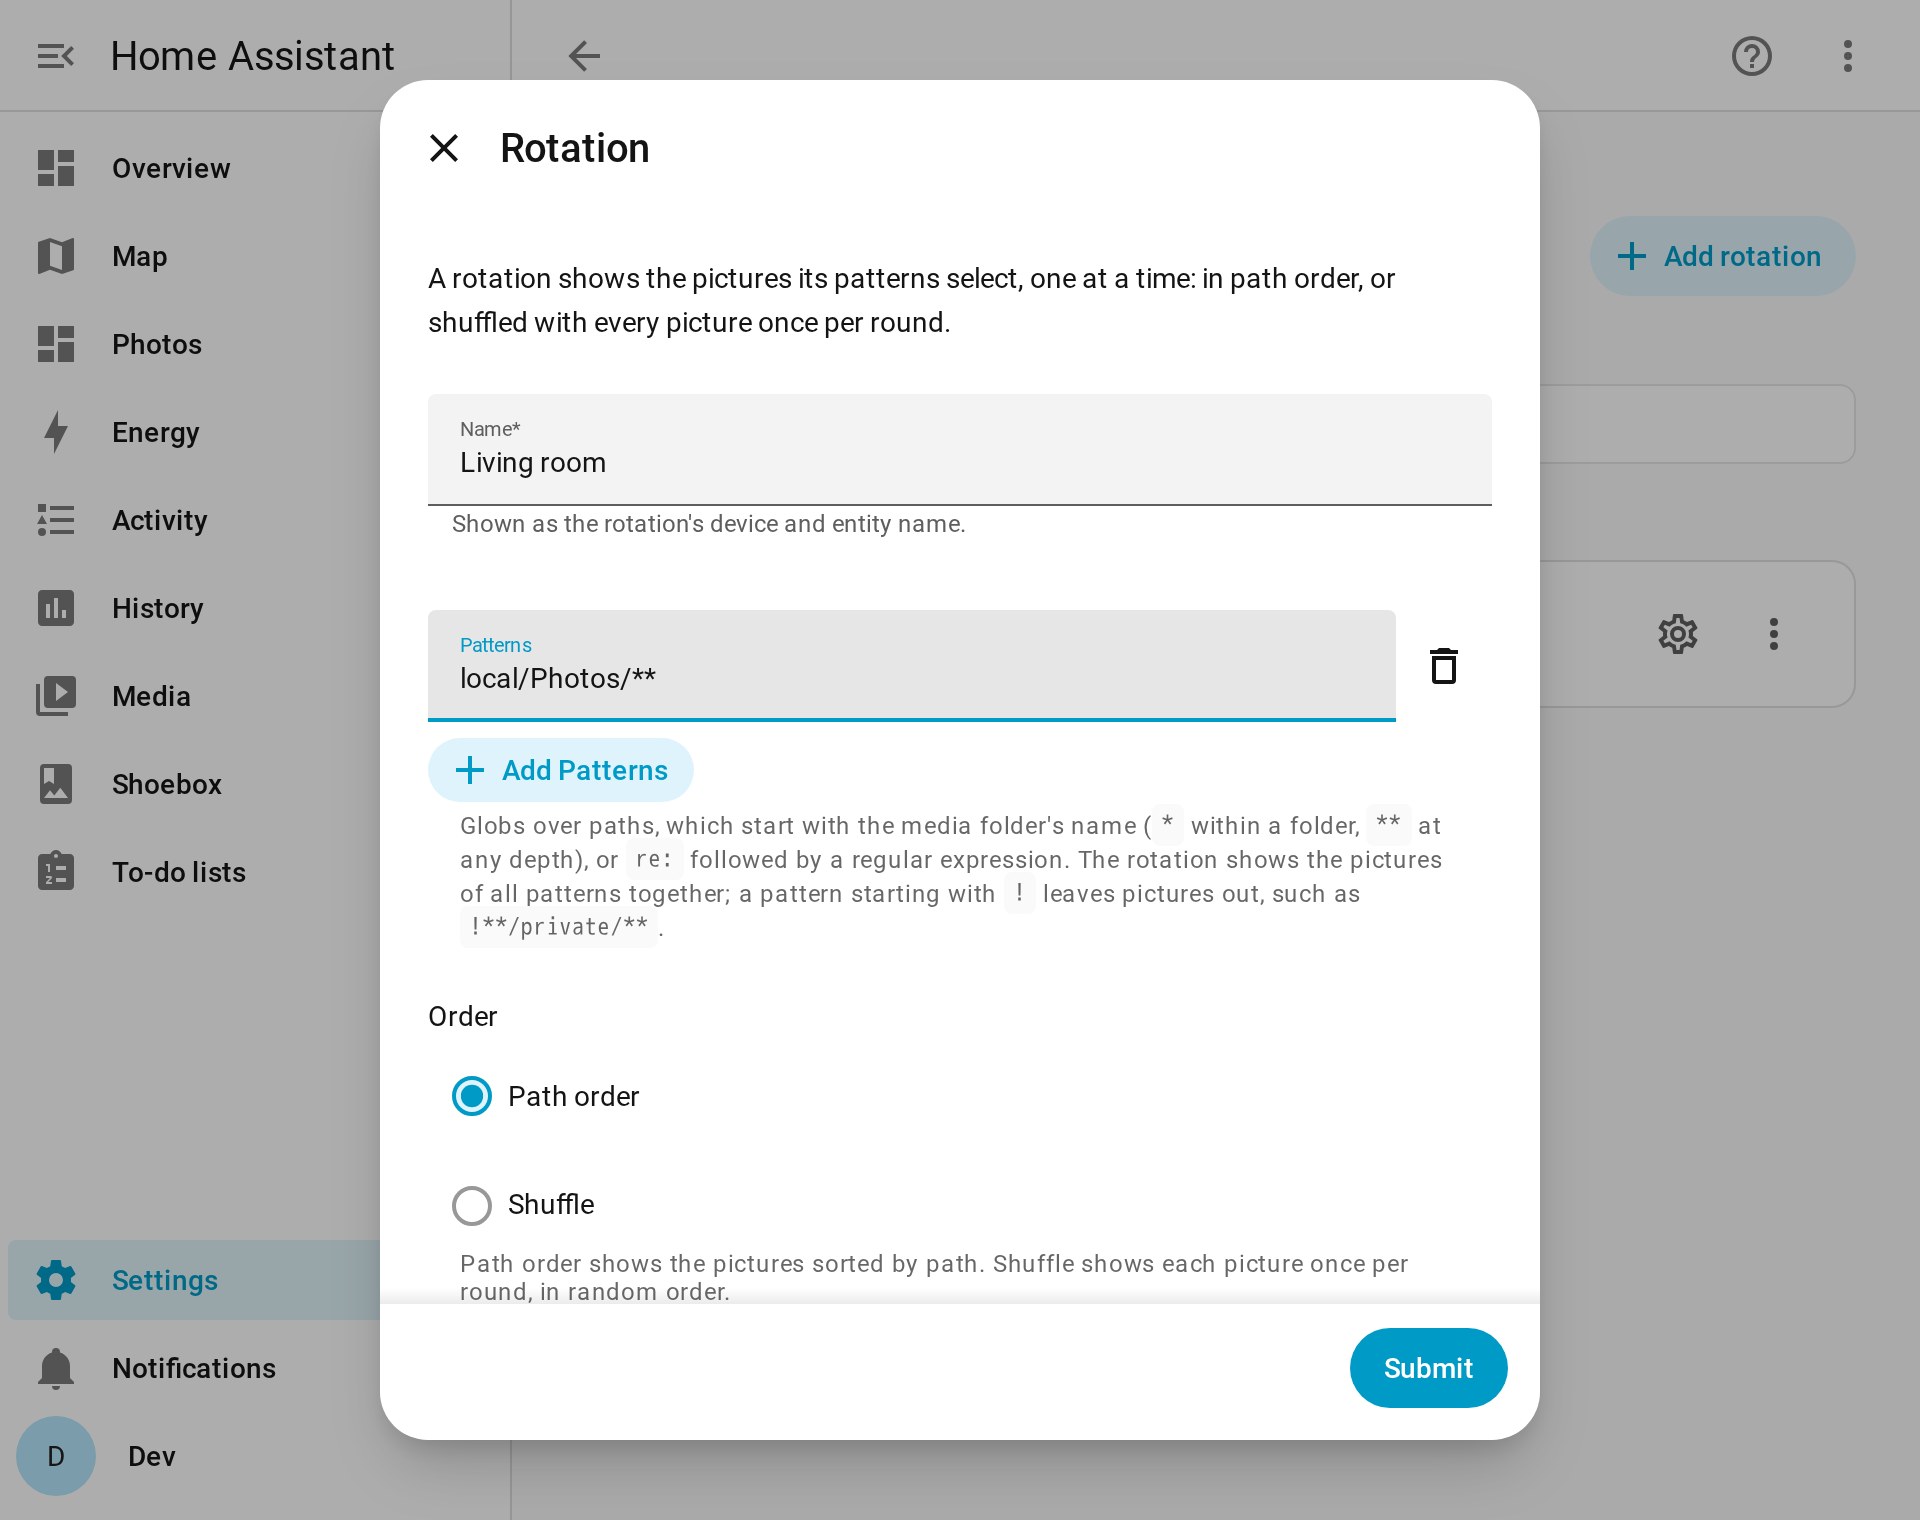 Home Assistant
Overview
Map
Photos
Energy
Activity
History
Media
Shoebox
To-do lists
Settings
Notifications
D
Dev
Add rotation
Rotation
A rotation shows the pictures its patterns select, one at a time: in path order, or
shuffled with every picture once per round.
Name*
Living room
Shown as the rotation's device and entity name.
Patterns
local/Photos/**
Add Patterns
Globs over paths, which start with the media folder's name ( * within a folder, ** at
any depth), or re: followed by a regular expression. The rotation shows the pictures
of all patterns together; a pattern starting with ! leaves pictures out, such as
!**/private/** .
Order
Path order
Shuffle
Path order shows the pictures sorted by path. Shuffle shows each picture once per
round, in random order.
Submit